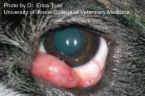 Photo by Dr. Erica Tolar
University of Illinois College of Veterinary Medicine